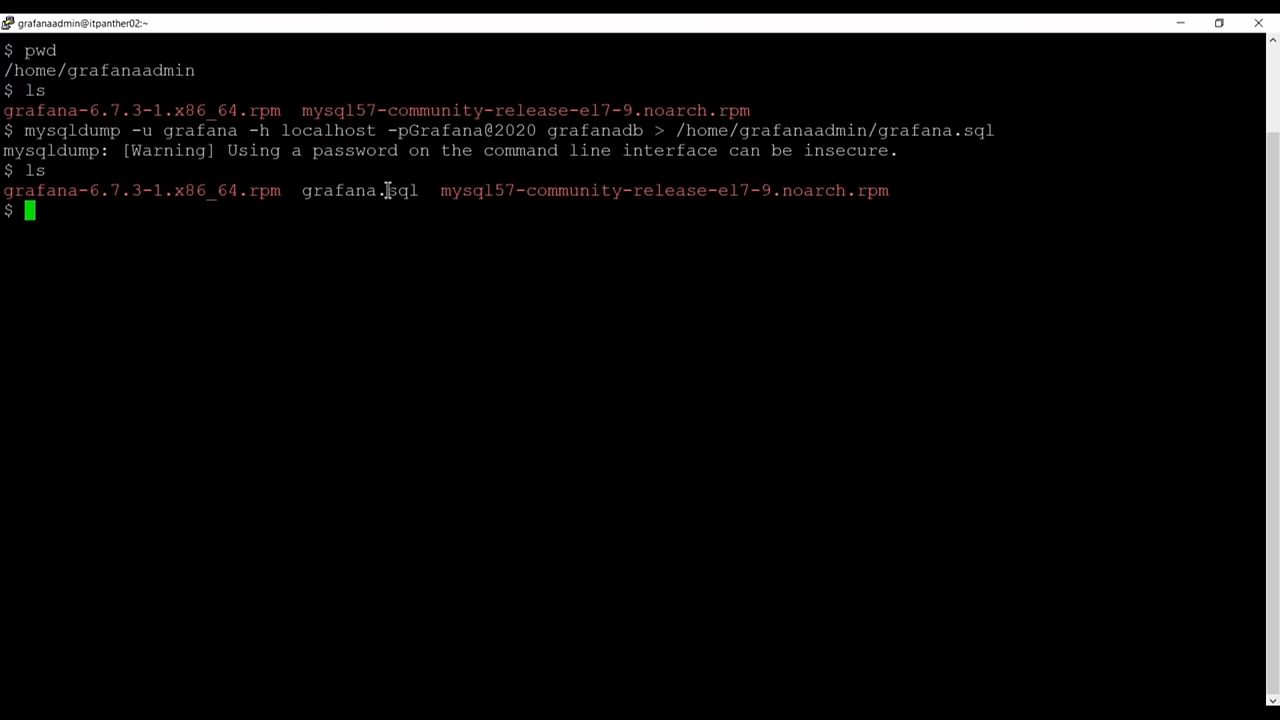 grafanaadmin@itpanther02:~
$ pwd
/home/grafanaadmin
$ ls
grafana-6.7.3-1.x86_64.rpm  mysql57-community-release-el7-9.noarch.rpm
$ mysqldump -u grafana -h localhost -pGrafana@2020 grafanadb > /home/grafanaadmin/grafana.sql
mysqldump: [Warning] Using a password on the command line interface can be insecure.
$ ls
grafana-6.7.3-1.x86_64.rpm  grafana.sql  mysql57-community-release-el7-9.noarch.rpm
$